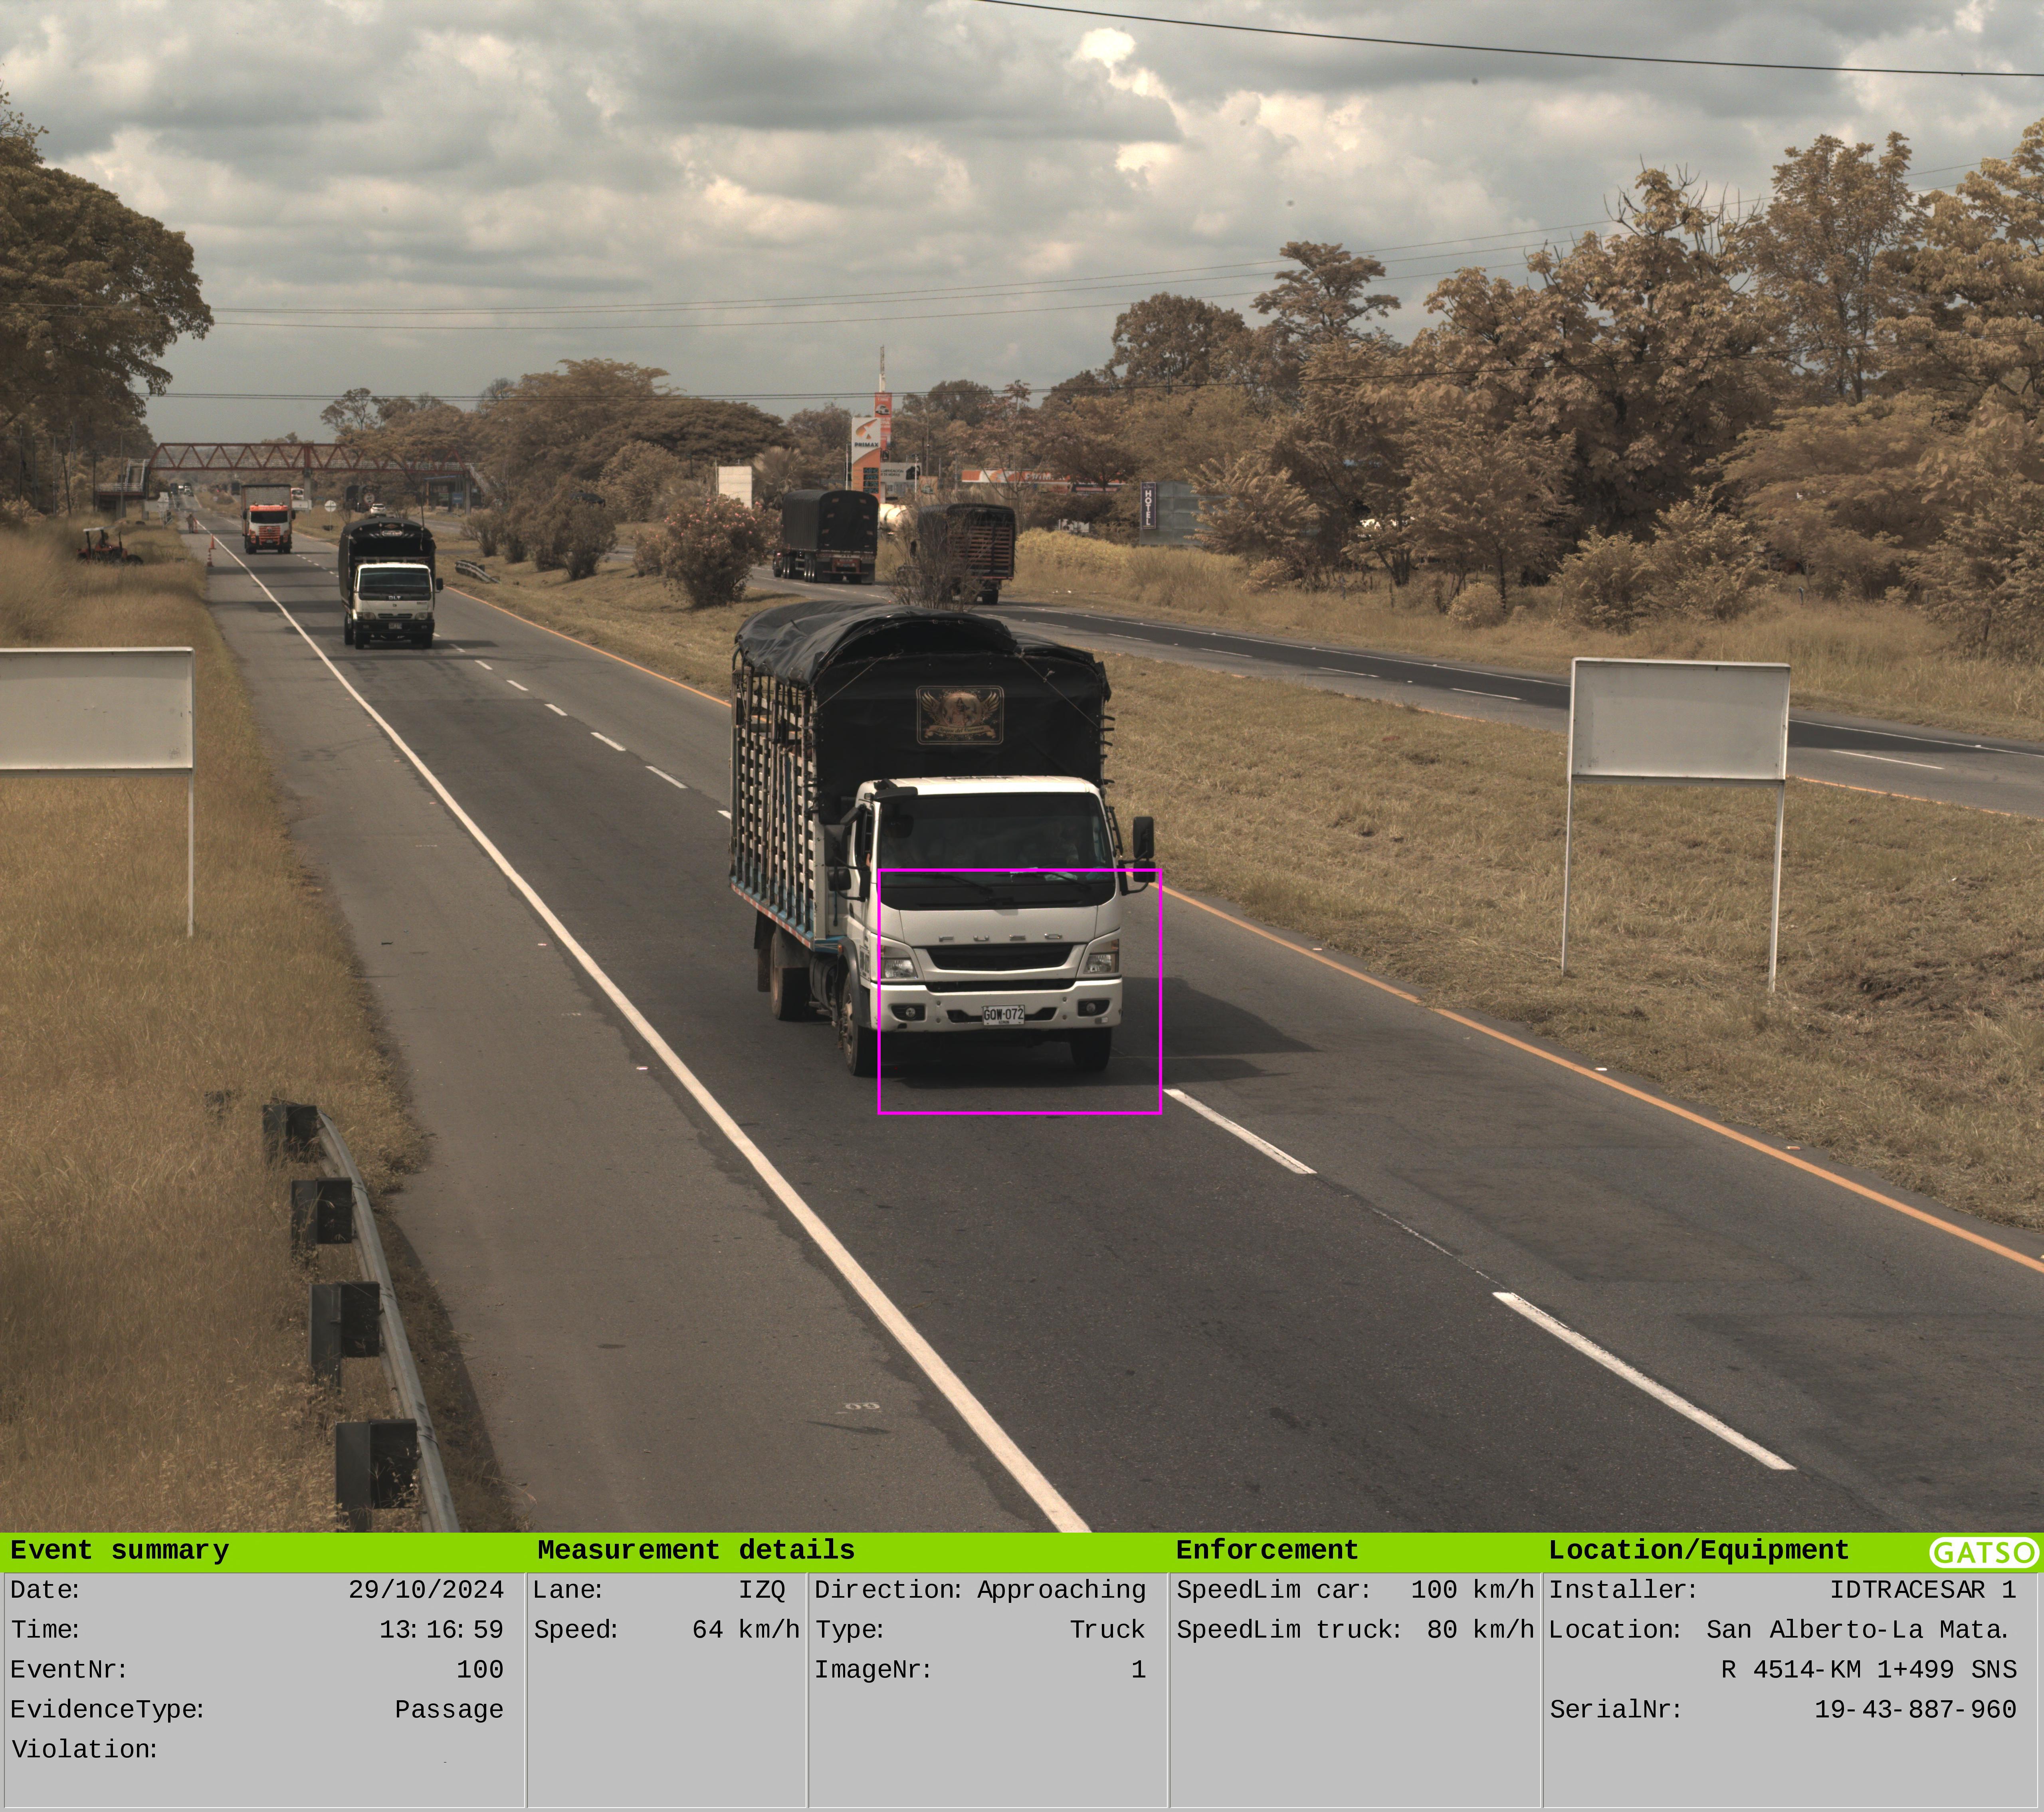 PRIMAX
HOTEL
FUSO
GQW-072
Event summary
Date: 29/10/2024
Time: 13:16:59
EventNr: 100
EvidenceType: Passage
Violation:
Measurement details
Lane: IZQ
Speed: 64 km/h
Direction: Approaching
Type: Truck
ImageNr: 1
Enforcement
SpeedLim car: 100 km/h
SpeedLim truck: 80 km/h
Location/Equipment
GATSO
Installer: IDTRACESAR 1
Location: San Alberto-La Mata.
R 4514-KM 1+499 SNS
SerialNr: 19-43-887-960